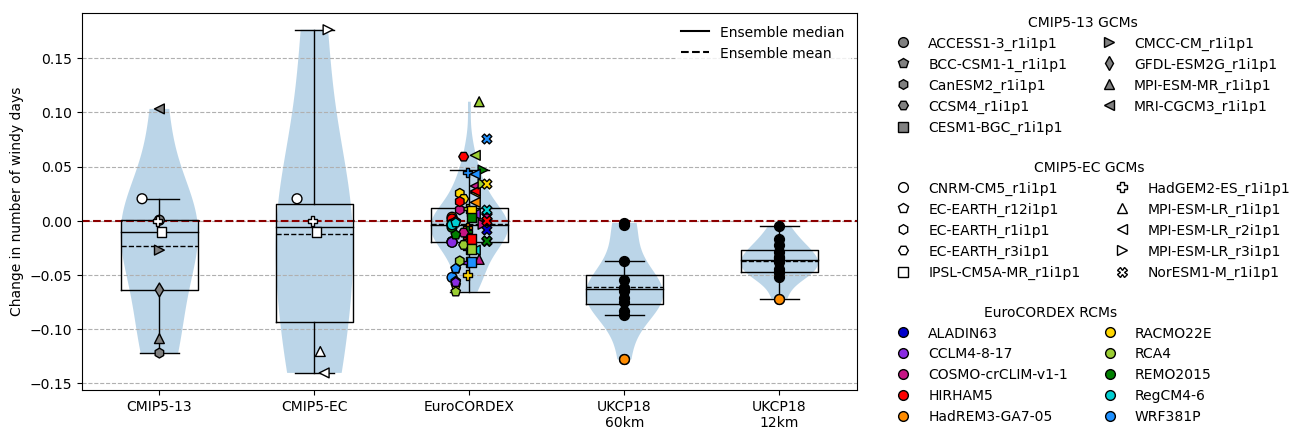 Change in number of windy days
0.15
0.10
0.05
0.00
−0.05
−0.10
−0.15
Ensemble median
Ensemble mean
CMIP5-13
CMIP5-EC
EuroCORDEX
UKCP18
60km
UKCP18
12km
CMIP5-13 GCMs
ACCESS1-3_r1i1p1
BCC-CSM1-1_r1i1p1
CanESM2_r1i1p1
CCSM4_r1i1p1
CESM1-BGC_r1i1p1
CMCC-CM_r1i1p1
GFDL-ESM2G_r1i1p1
MPI-ESM-MR_r1i1p1
MRI-CGCM3_r1i1p1
CMIP5-EC GCMs
CNRM-CM5_r1i1p1
EC-EARTH_r12i1p1
EC-EARTH_r1i1p1
EC-EARTH_r3i1p1
IPSL-CM5A-MR_r1i1p1
HadGEM2-ES_r1i1p1
MPI-ESM-LR_r1i1p1
MPI-ESM-LR_r2i1p1
MPI-ESM-LR_r3i1p1
NorESM1-M_r1i1p1
EuroCORDEX RCMs
ALADIN63
CCLM4-8-17
COSMO-crCLIM-v1-1
HIRHAM5
HadREM3-GA7-05
RACMO22E
RCA4
REMO2015
RegCM4-6
WRF381P